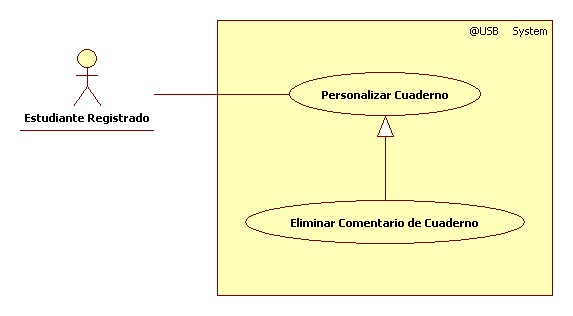 @USB System
Personalizar Cuaderno
Estudiante Registrado
Eliminar Comentario de Cuaderno